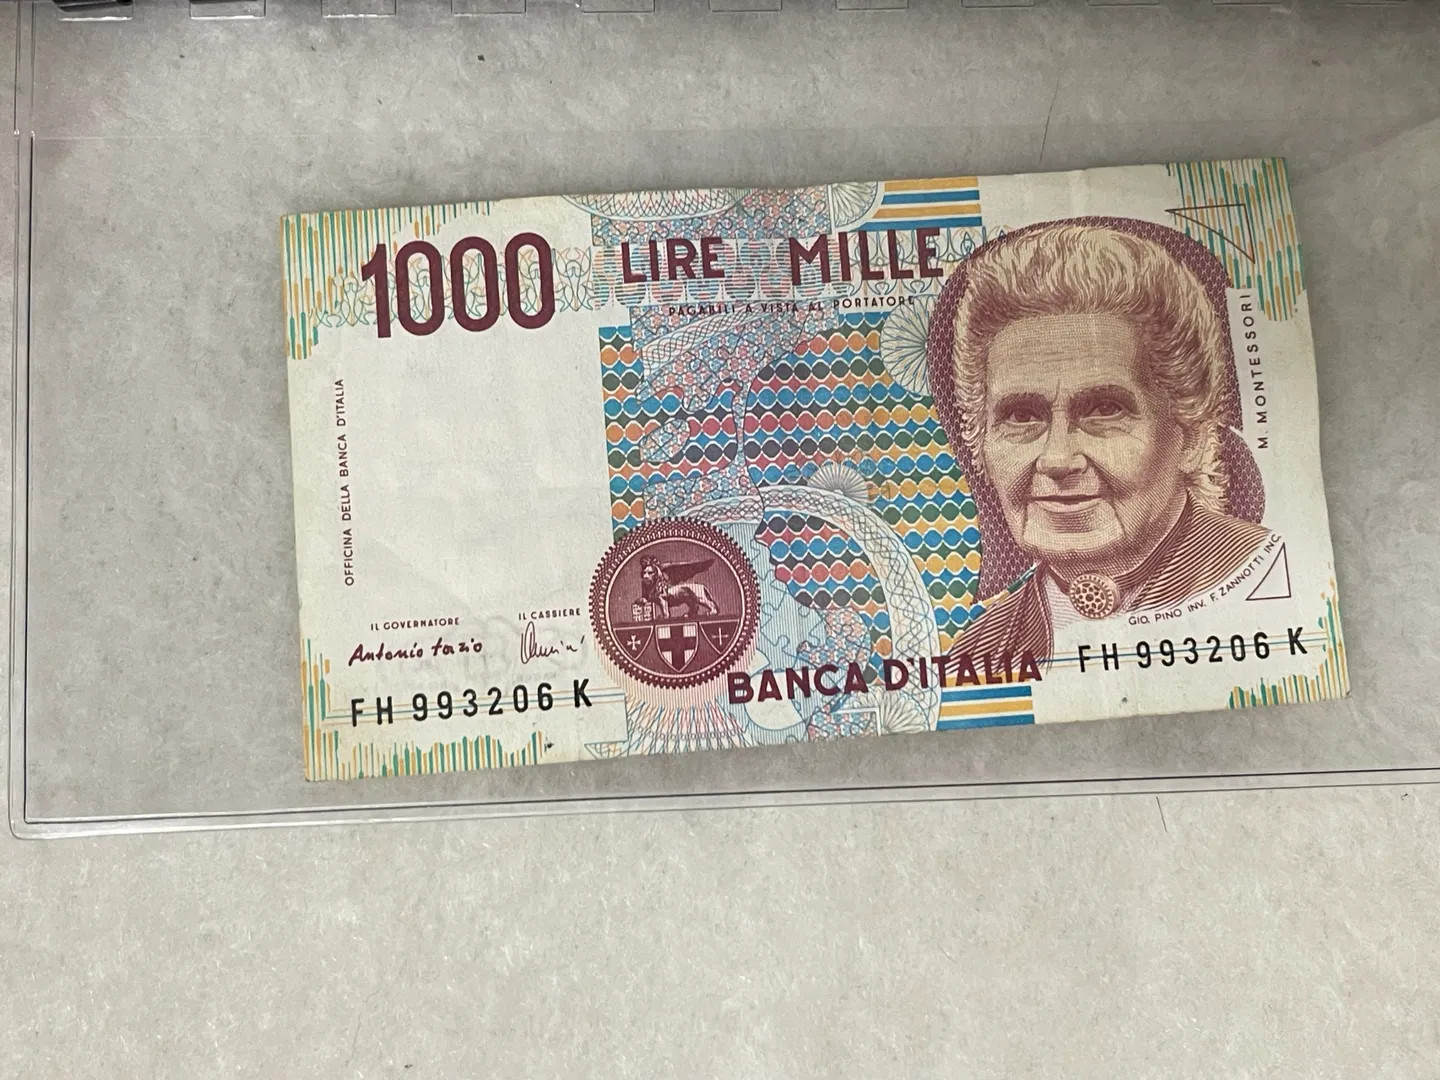 1000 LIRE MILLE
PAGABILI A VISTA AL PORTATORE
M. MONTESSORI
OFFICINA DELLA BANCA D'ITALIA
IL GOVERNATORE
Antonio Fazio
IL CASSIERE
GIO. PINO INV. F. ZANNOTTI INC.
BANCA D'ITALIA
FH 993206 K
FH 993206 K